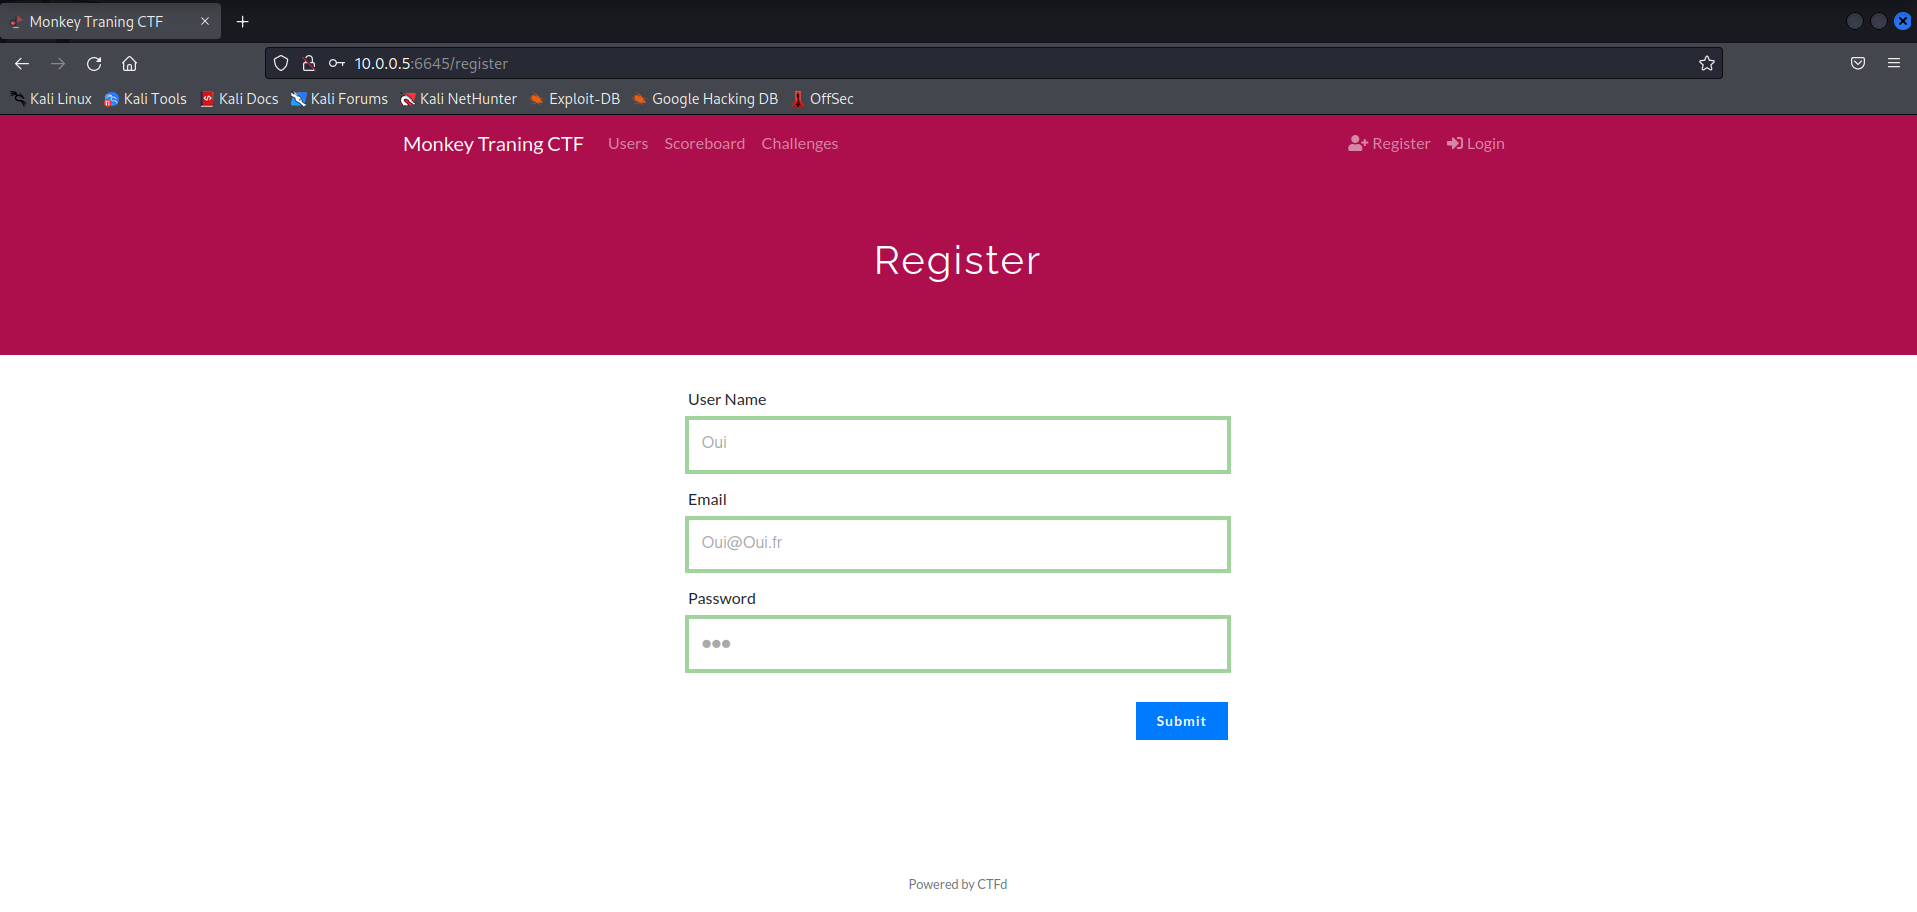 Monkey Traning CTF
10.0.0.5:6645/register
Kali Linux Kali Tools Kali Docs Kali Forums Kali NetHunter Exploit-DB Google Hacking DB OffSec
Monkey Traning CTF Users Scoreboard Challenges Register Login
Register
User Name
Oui
Email
Oui@Oui.fr
Password
●●●
Submit
Powered by CTFd